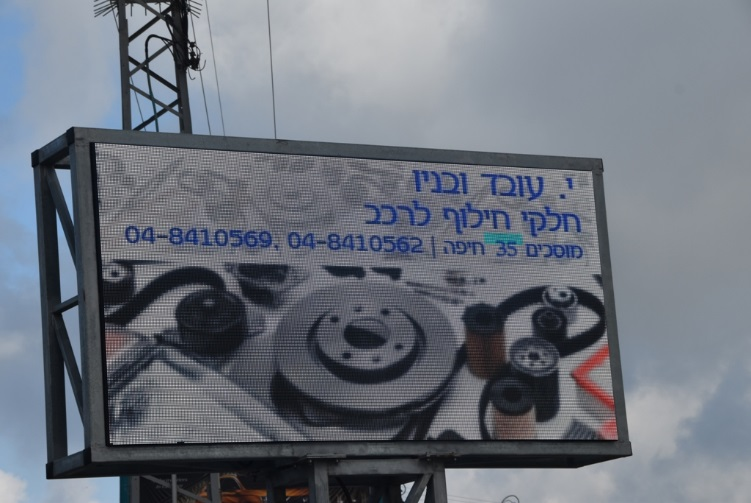 י. עובד ובניו
חלקי חילוף לרכב
מוסכים 35 חיפה | 04-8410562 ,04-8410569